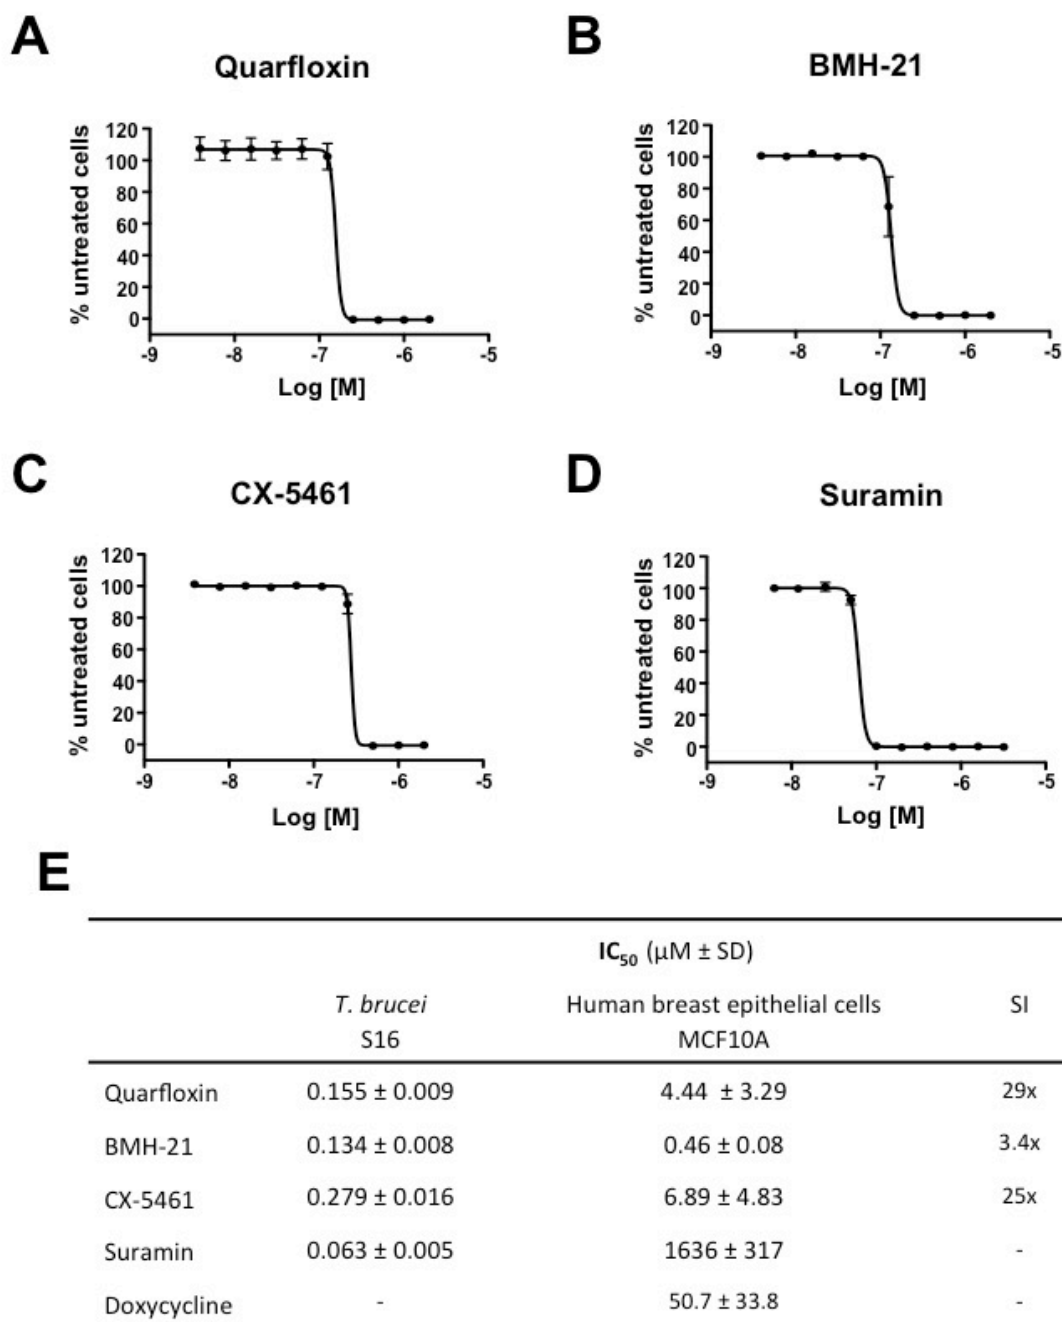 A
Quarfloxin
% untreated cells
120
100
80
60
40
20
0
-9 -8 -7 -6 -5
Log [M]
B
BMH-21
% untreated cells
120
100
80
60
40
20
0
-9 -8 -7 -6 -5
Log [M]
C
CX-5461
% untreated cells
120
100
80
60
40
20
0
-9 -8 -7 -6 -5
Log [M]
D
Suramin
% untreated cells
120
100
80
60
40
20
0
-9 -8 -7 -6 -5
Log [M]
E
IC50 (μM ± SD)
T. brucei Human breast epithelial cells SI
S16 MCF10A
Quarfloxin 0.155 ± 0.009 4.44 ± 3.29 29x
BMH-21 0.134 ± 0.008 0.46 ± 0.08 3.4x
CX-5461 0.279 ± 0.016 6.89 ± 4.83 25x
Suramin 0.063 ± 0.005 1636 ± 317 -
Doxycycline - 50.7 ± 33.8 -